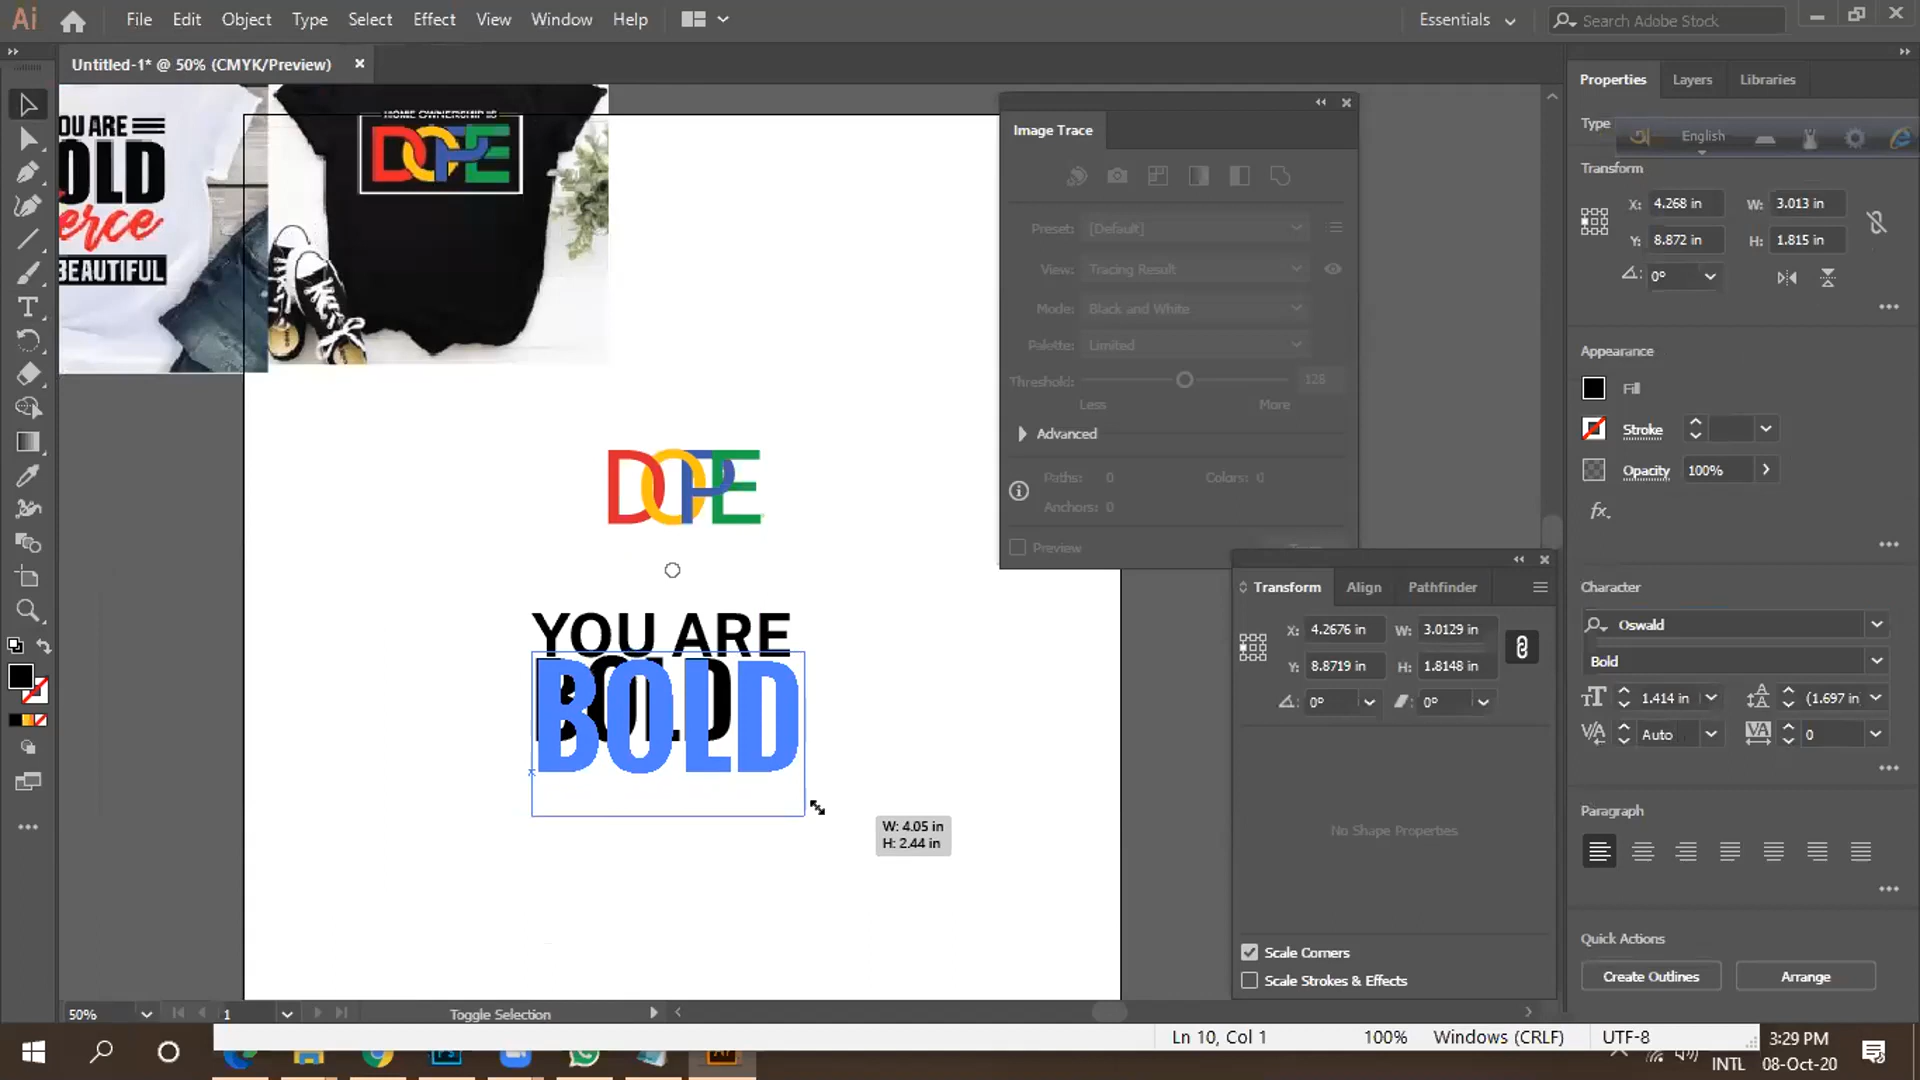 Ai File Edit Object Type Select Effect View Window Help Essentials Search Adobe Stock
Untitled-1* @ 50% (CMYK/Preview)
Properties Layers Libraries
OU ARE
OLD
erce
BEAUTIFUL
HOME OWNERSHIP IS
DOPE
Image Trace
Preset: [Default]
View: Tracing Result
Mode: Black and White
Palette: Limited
Threshold: 128
Less More
Advanced
Paths: 0 Colors: 0
Anchors: 0
Preview
Type
English
Transform
X: 4.268 in W: 3.013 in
Y: 8.872 in H: 1.815 in
0°
Appearance
Fill
Stroke
Opacity 100%
fx.
DOPE
YOU ARE
BOLD
BOLD
W: 4.05 in
H: 2.44 in
Transform Align Pathfinder
X: 4.2676 in W: 3.0129 in
Y: 8.8719 in H: 1.8148 in
0° 0°
No Shape Properties
Scale Corners
Scale Strokes & Effects
Character
Oswald
Bold
1.414 in (1.697 in
Auto 0
Paragraph
Quick Actions
Create Outlines Arrange
50% 1 Toggle Selection
Ln 10, Col 1 100% Windows (CRLF) UTF-8
3:29 PM
INTL 08-Oct-20